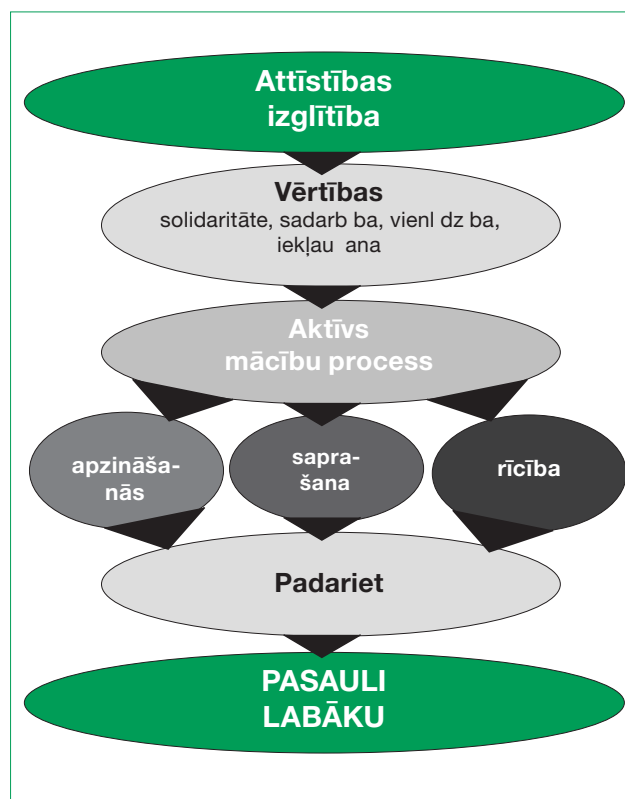 Attīstības
izglītība
Vērtības
solidaritāte, sadarb ba, vienl dz ba,
iekļau ana
Aktīvs
mācību process
apzināša-
nās
sapra-
šana
rīcība
Padariet
PASAULI
LABĀKU